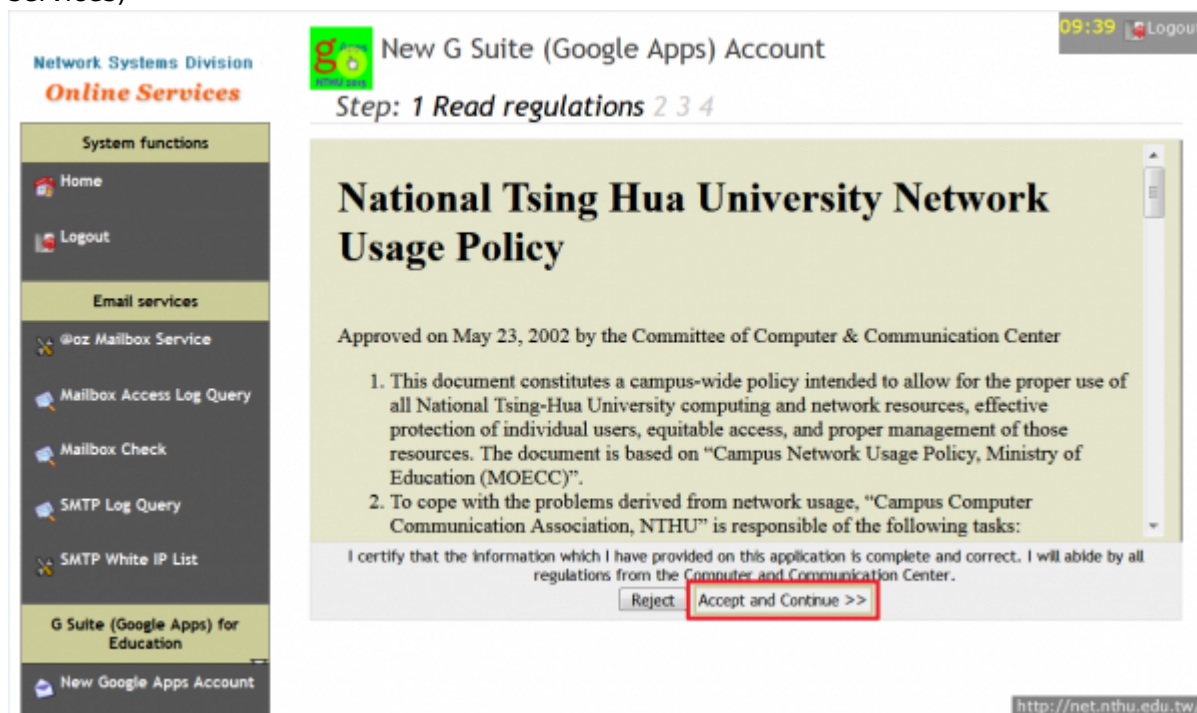 services)
09:39 Logout
Network Systems Division
Online Services
New G Suite (Google Apps) Account
Step: 1 Read regulations 2 3 4
System functions
Home
Logout
Email services
@oz Mailbox Service
Mailbox Access Log Query
Mailbox Check
SMTP Log Query
SMTP White IP List
G Suite (Google Apps) for
Education
New Google Apps Account
National Tsing Hua University Network
Usage Policy
Approved on May 23, 2002 by the Committee of Computer & Communication Center
1. This document constitutes a campus-wide policy intended to allow for the proper use of
all National Tsing-Hua University computing and network resources, effective
protection of individual users, equitable access, and proper management of those
resources. The document is based on “Campus Network Usage Policy, Ministry of
Education (MOECC)”.
2. To cope with the problems derived from network usage, “Campus Computer
Communication Association, NTHU” is responsible of the following tasks:
I certify that the information which I have provided on this application is complete and correct. I will abide by all
regulations from the Computer and Communication Center.
Reject Accept and Continue >>
http://net.nthu.edu.tw/